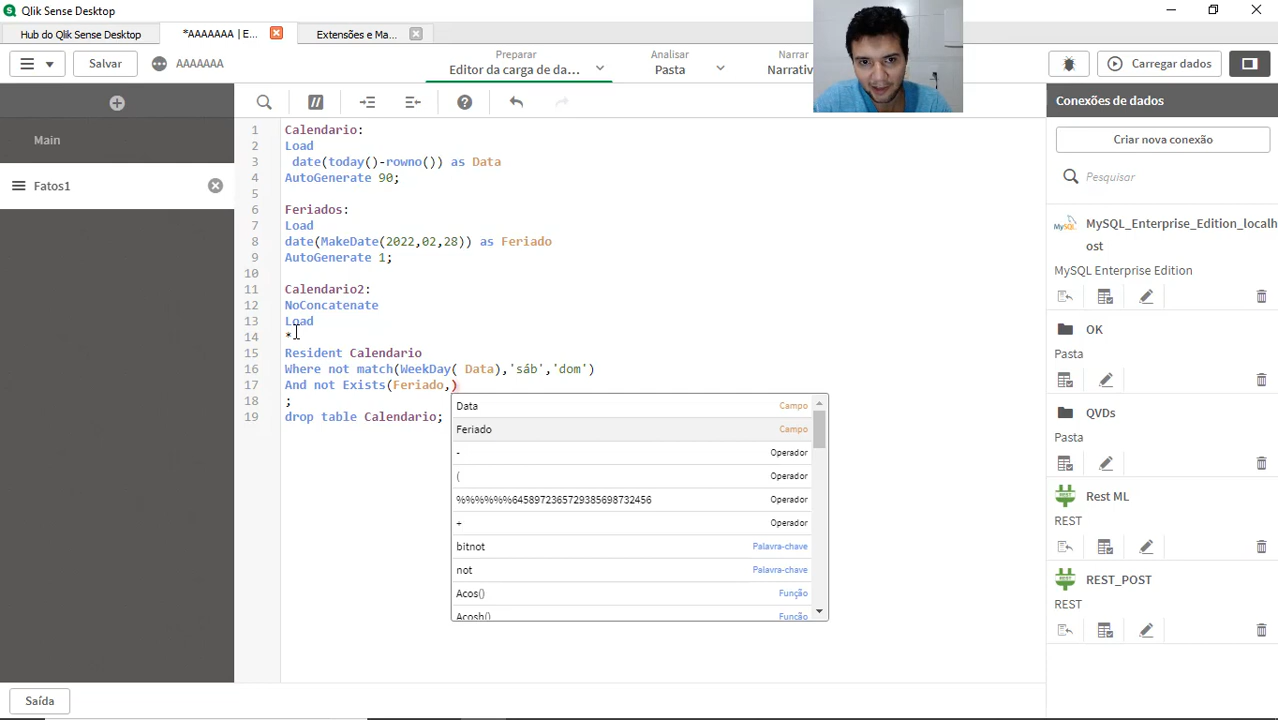 Qlik Sense Desktop
Hub do Qlik Sense Desktop
*AAAAAAA | E...
Extensões e Ma...
Salvar
AAAAAAA
Preparar
Editor da carga de da...
Analisar
Pasta
Narrar
Narrativ
Carregar dados
Main
Fatos1
1 Calendario:
2 Load
3 date(today()-rowno()) as Data
4 AutoGenerate 90;
5
6 Feriados:
7 Load
8 date(MakeDate(2022,02,28)) as Feriado
9 AutoGenerate 1;
10
11 Calendario2:
12 NoConcatenate
13 Load
14 *
15 Resident Calendario
16 Where not match(WeekDay( Data),'sáb','dom')
17 And not Exists(Feriado,)
18 ;
19 drop table Calendario;
Data Campo
Feriado Campo
- Operador
( Operador
%%%%%%6458972365729385698732456 Operador
+ Operador
bitnot Palavra-chave
not Palavra-chave
Acos() Função
Acosh() Função
Conexões de dados
Criar nova conexão
Pesquisar
MySQL_Enterprise_Edition_localh
ost
MySQL Enterprise Edition
OK
Pasta
QVDs
Pasta
Rest ML
REST
REST_POST
REST
Saída